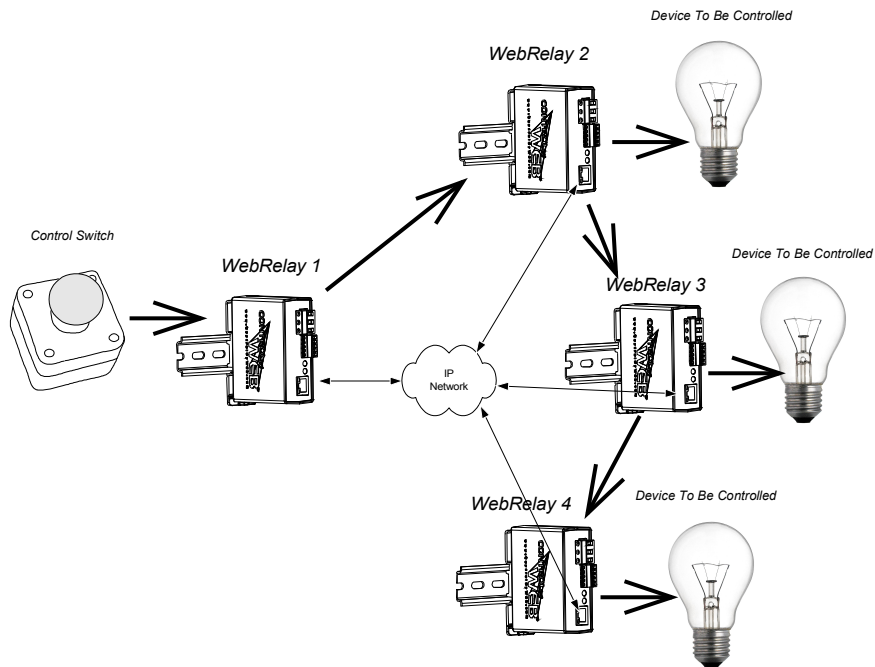 Device To Be Controlled
WebRelay 2
Control Switch
WebRelay 1
Device To Be Controlled
WebRelay 3
IP
Network
Device To Be Controlled
WebRelay 4